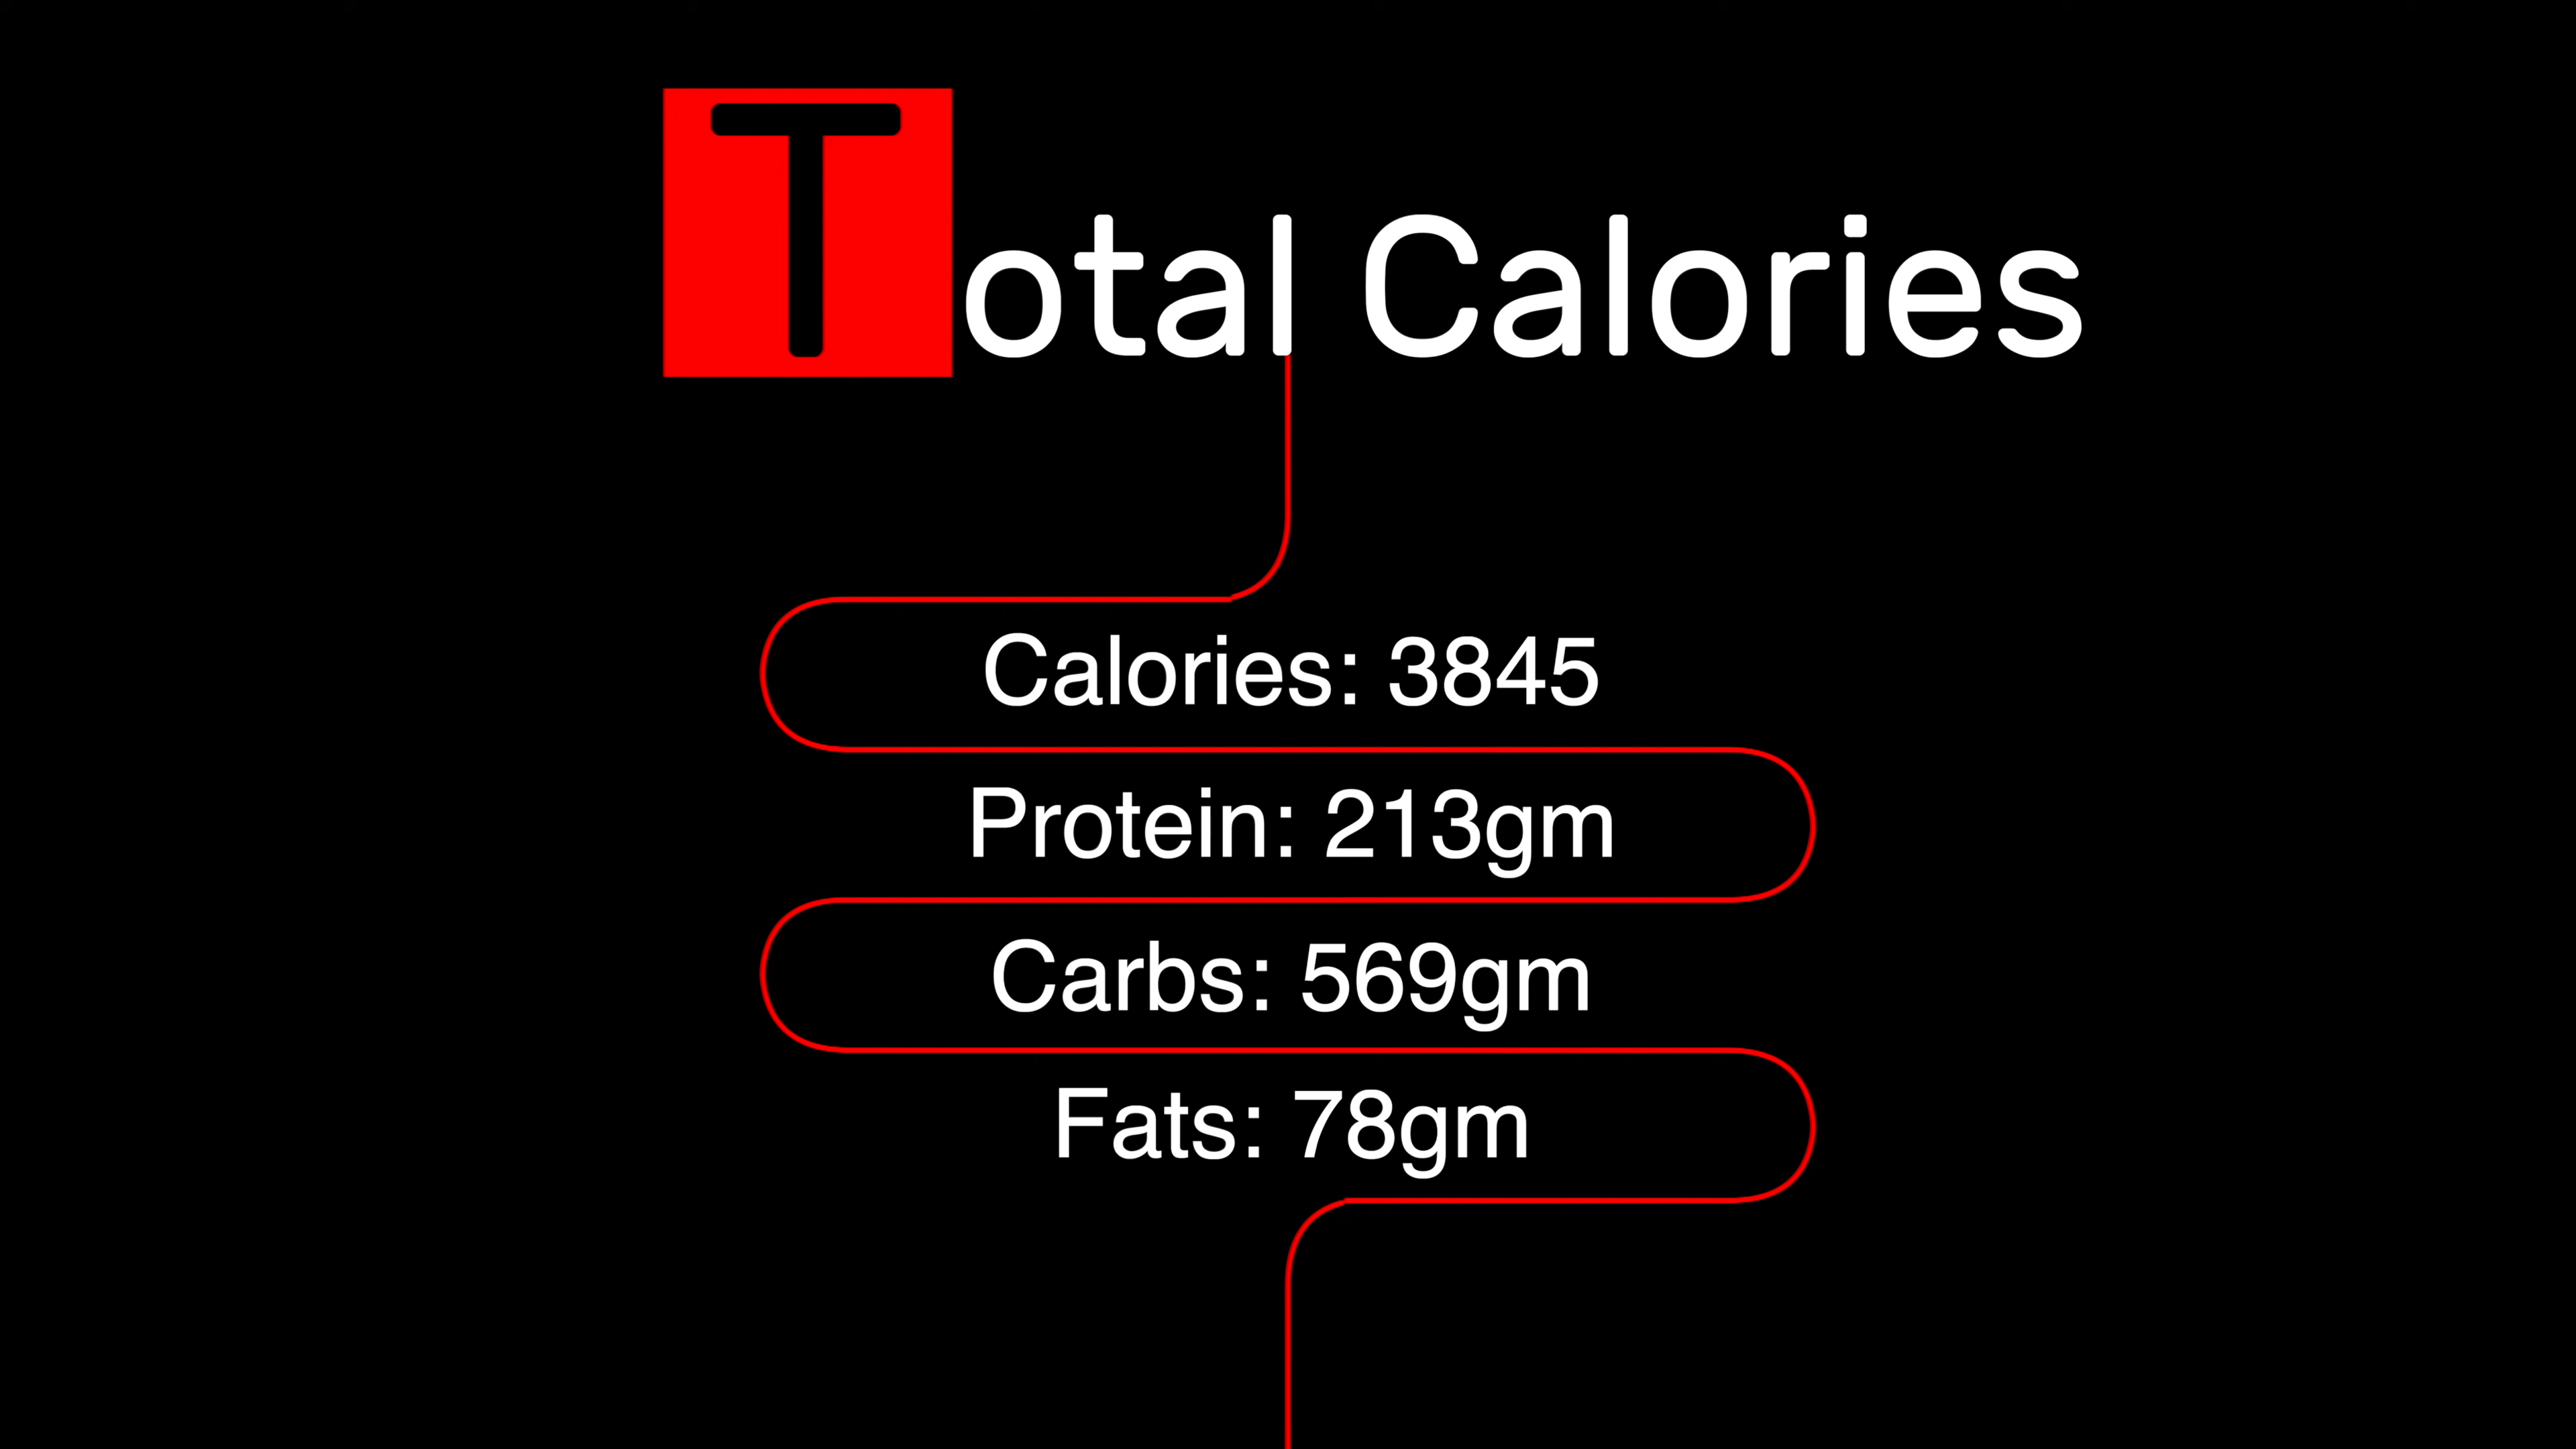 Total Calories
Calories: 3845
Protein: 213gm
Carbs: 569gm
Fats: 78gm